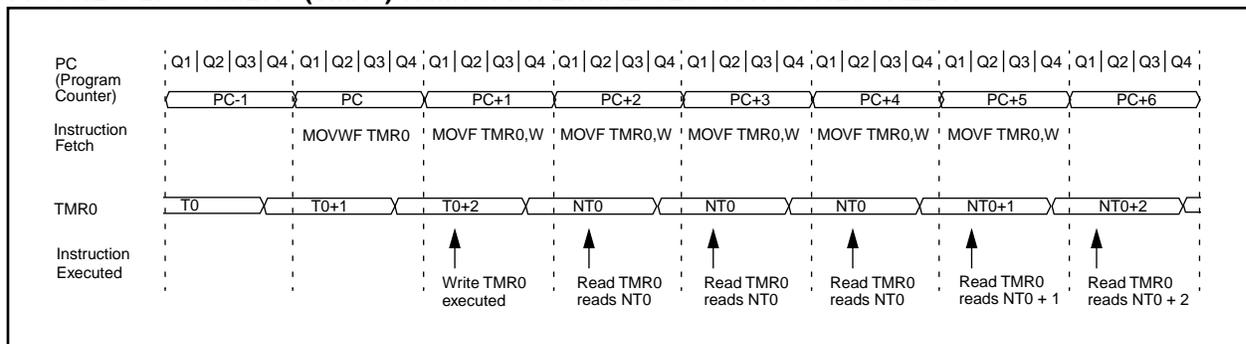 PC
(Program
Counter)
Q1 Q2 Q3 Q4 Q1 Q2 Q3 Q4 Q1 Q2 Q3 Q4 Q1 Q2 Q3 Q4 Q1 Q2 Q3 Q4 Q1 Q2 Q3 Q4 Q1 Q2 Q3 Q4 Q1 Q2 Q3 Q4
PC-1 PC PC+1 PC+2 PC+3 PC+4 PC+5 PC+6
Instruction
Fetch
MOVWF TMR0 MOVF TMR0,W MOVF TMR0,W MOVF TMR0,W MOVF TMR0,W MOVF TMR0,W
TMR0
T0 T0+1 T0+2 NT0 NT0 NT0 NT0+1 NT0+2
Instruction
Executed
Write TMR0
executed
Read TMR0
reads NT0
Read TMR0
reads NT0
Read TMR0
reads NT0
Read TMR0
reads NT0 + 1
Read TMR0
reads NT0 + 2